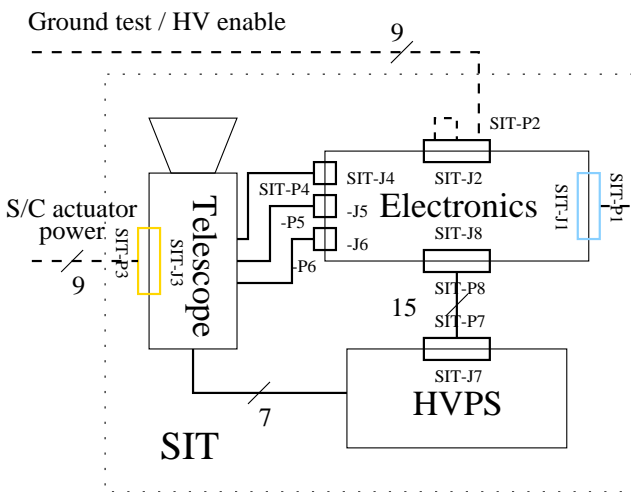 Ground test / HV enable
9
SIT-P2
SIT-J4
SIT-J2
SIT-P4
-J5
Electronics
SIT-J1
SIT-P1
S/C actuator
power
Telescope
SIT-P3
SIT-J3
-P5
-J6
SIT-J8
-P6
9
SIT-P8
15
SIT-P7
SIT-J7
HVPS
7
SIT